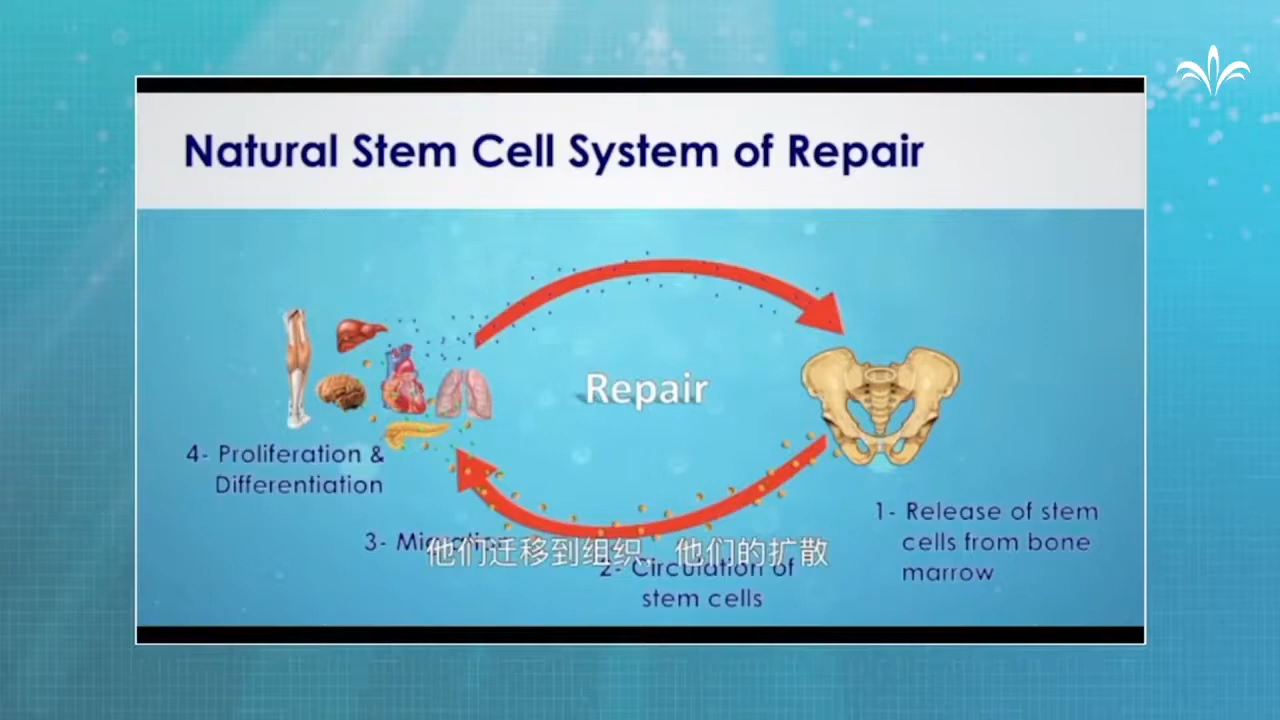 Natural Stem Cell System of Repair
Repair
4- Proliferation &
Differentiation
3- Migration
1- Release of stem
cells from bone
marrow
他们迁移到组织，他们的扩散
2- Circulation of
stem cells